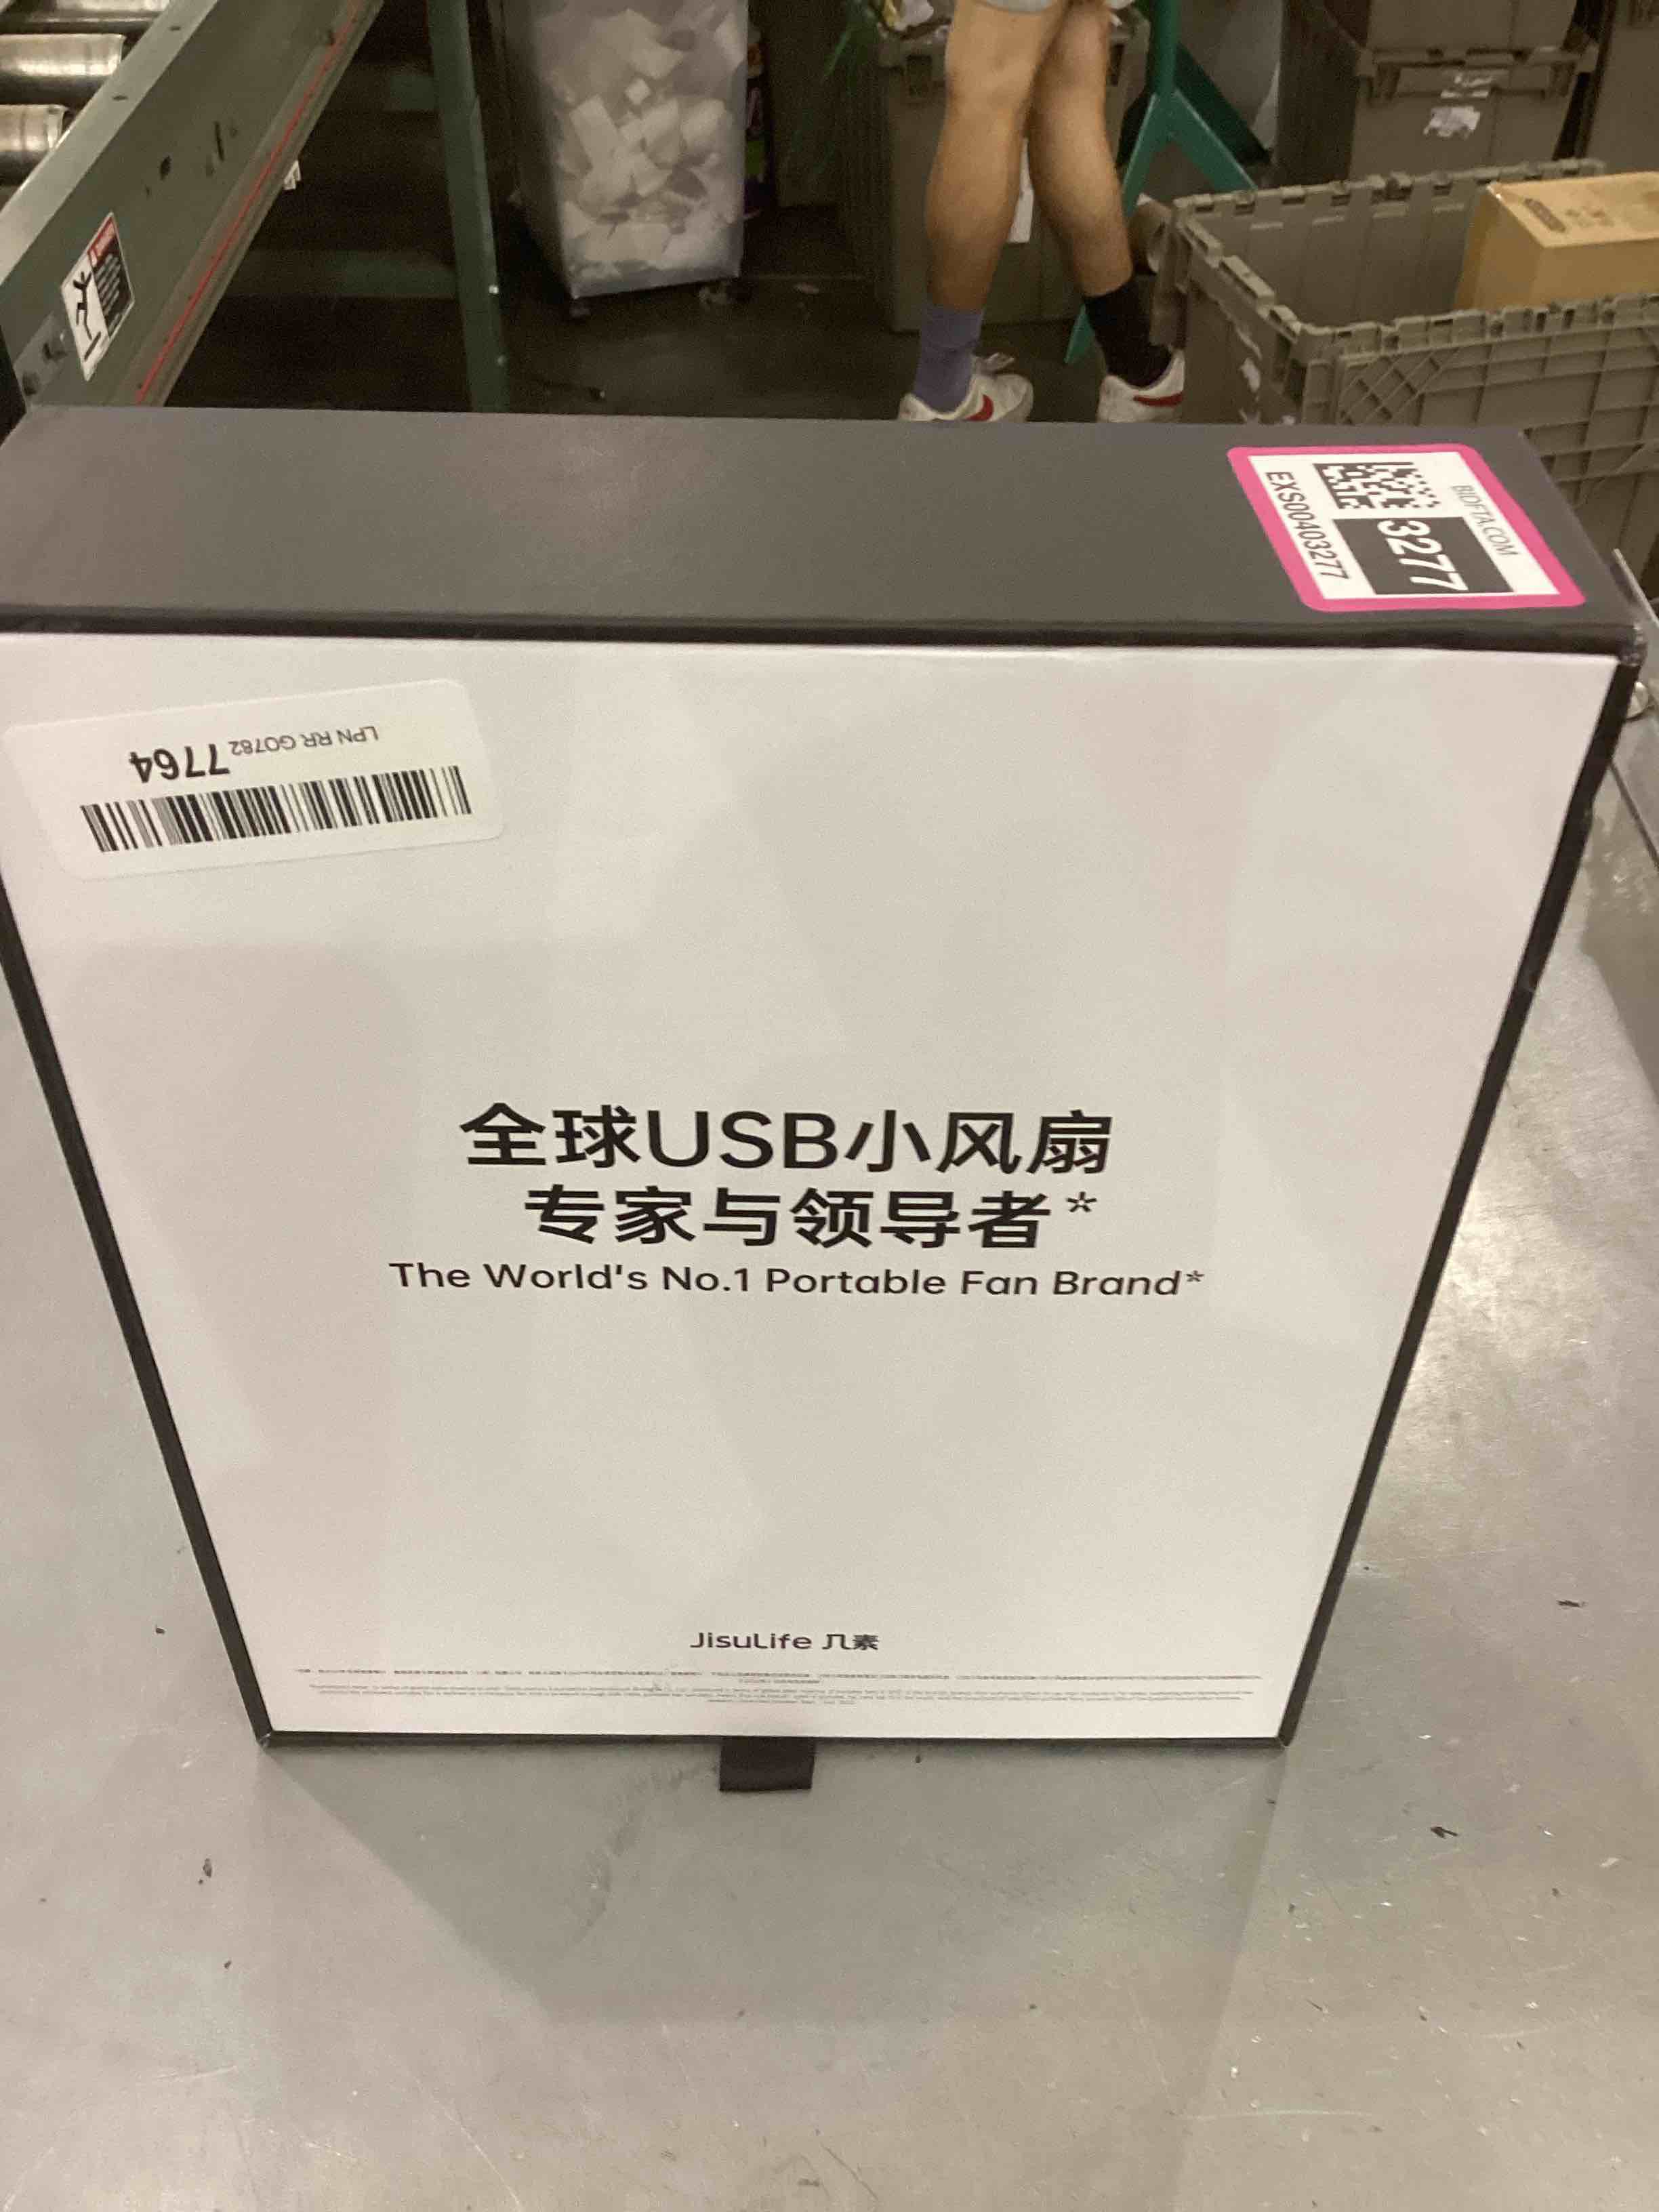 BIDFTA.COM
3277
EXS00403277
LPN RR GO782 7764
全球USB小风扇
专家与领导者*
The World's No.1 Portable Fan Brand*
JisuLife 几素